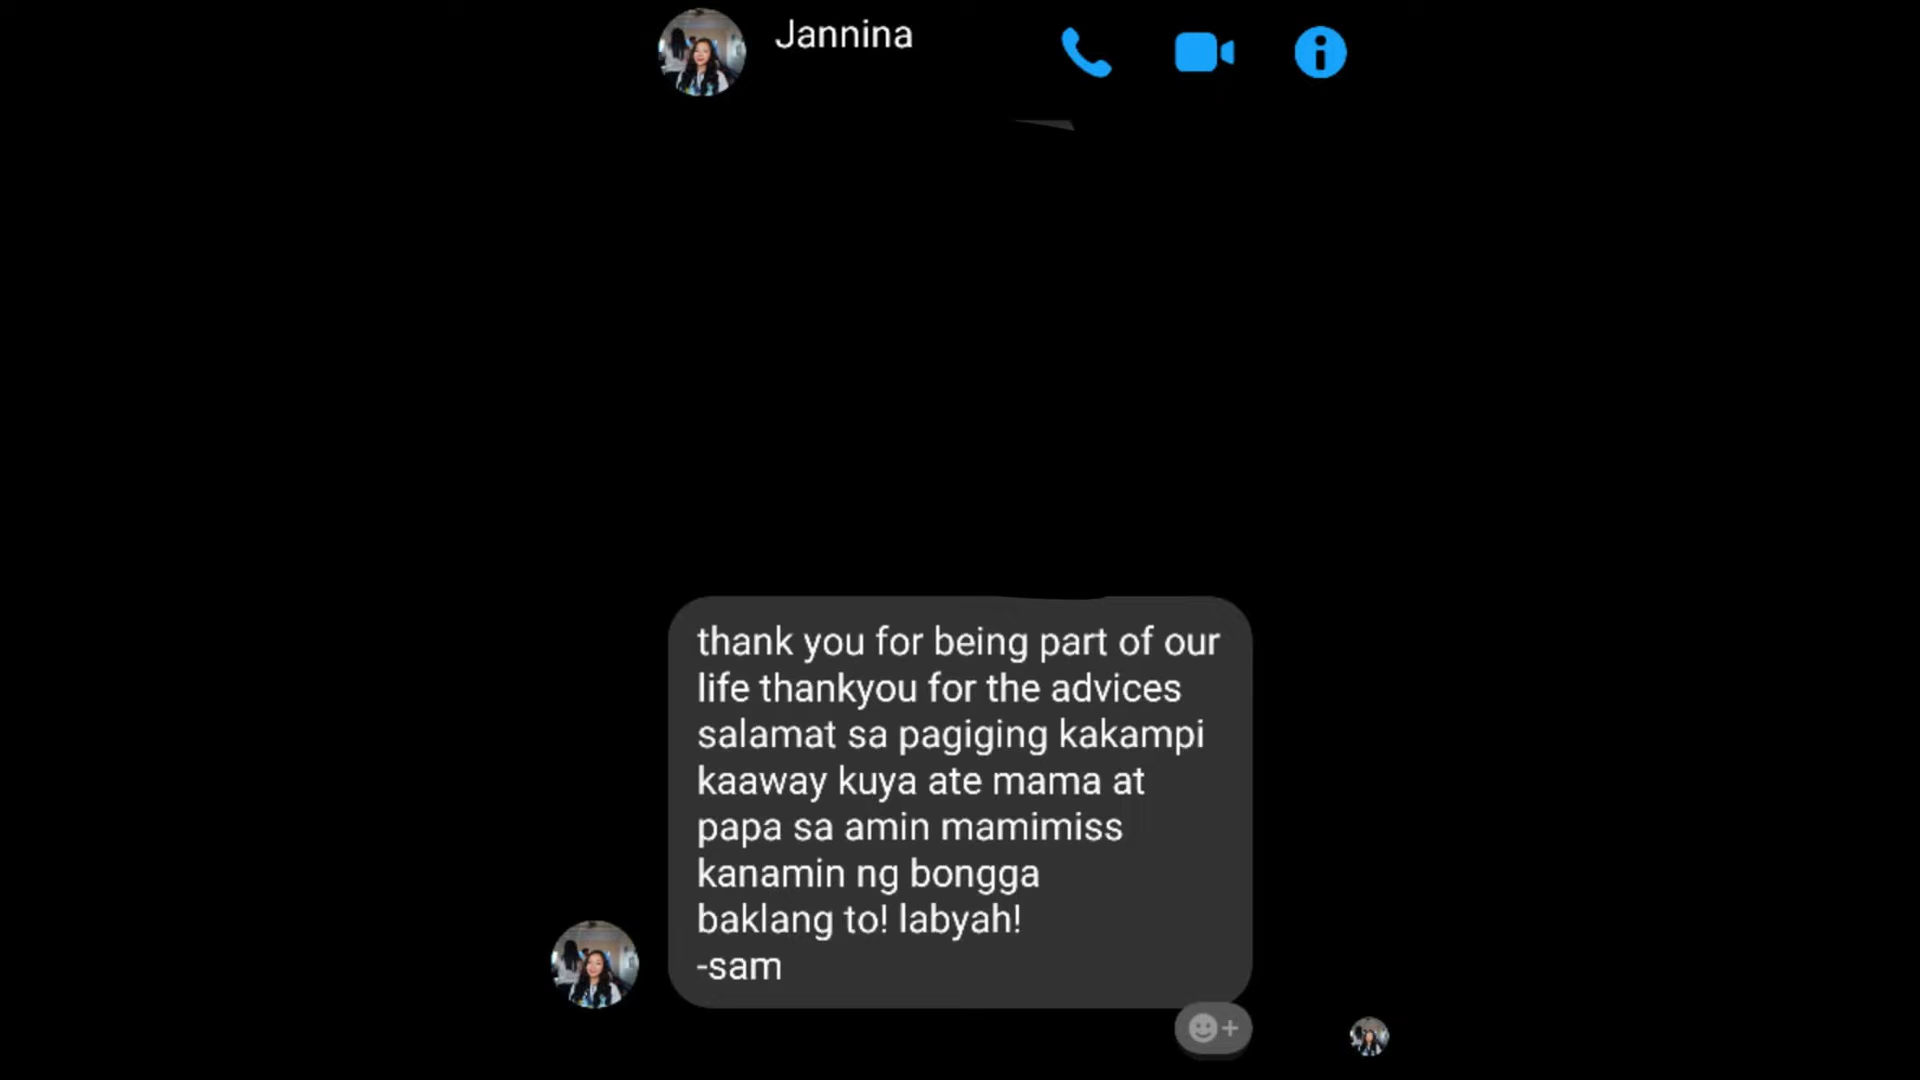 Jannina
thank you for being part of our
life thankyou for the advices
salamat sa pagiging kakampi
kaaway kuya ate mama at
papa sa amin mamimiss
kanamin ng bongga
baklang to! labyah!
-sam